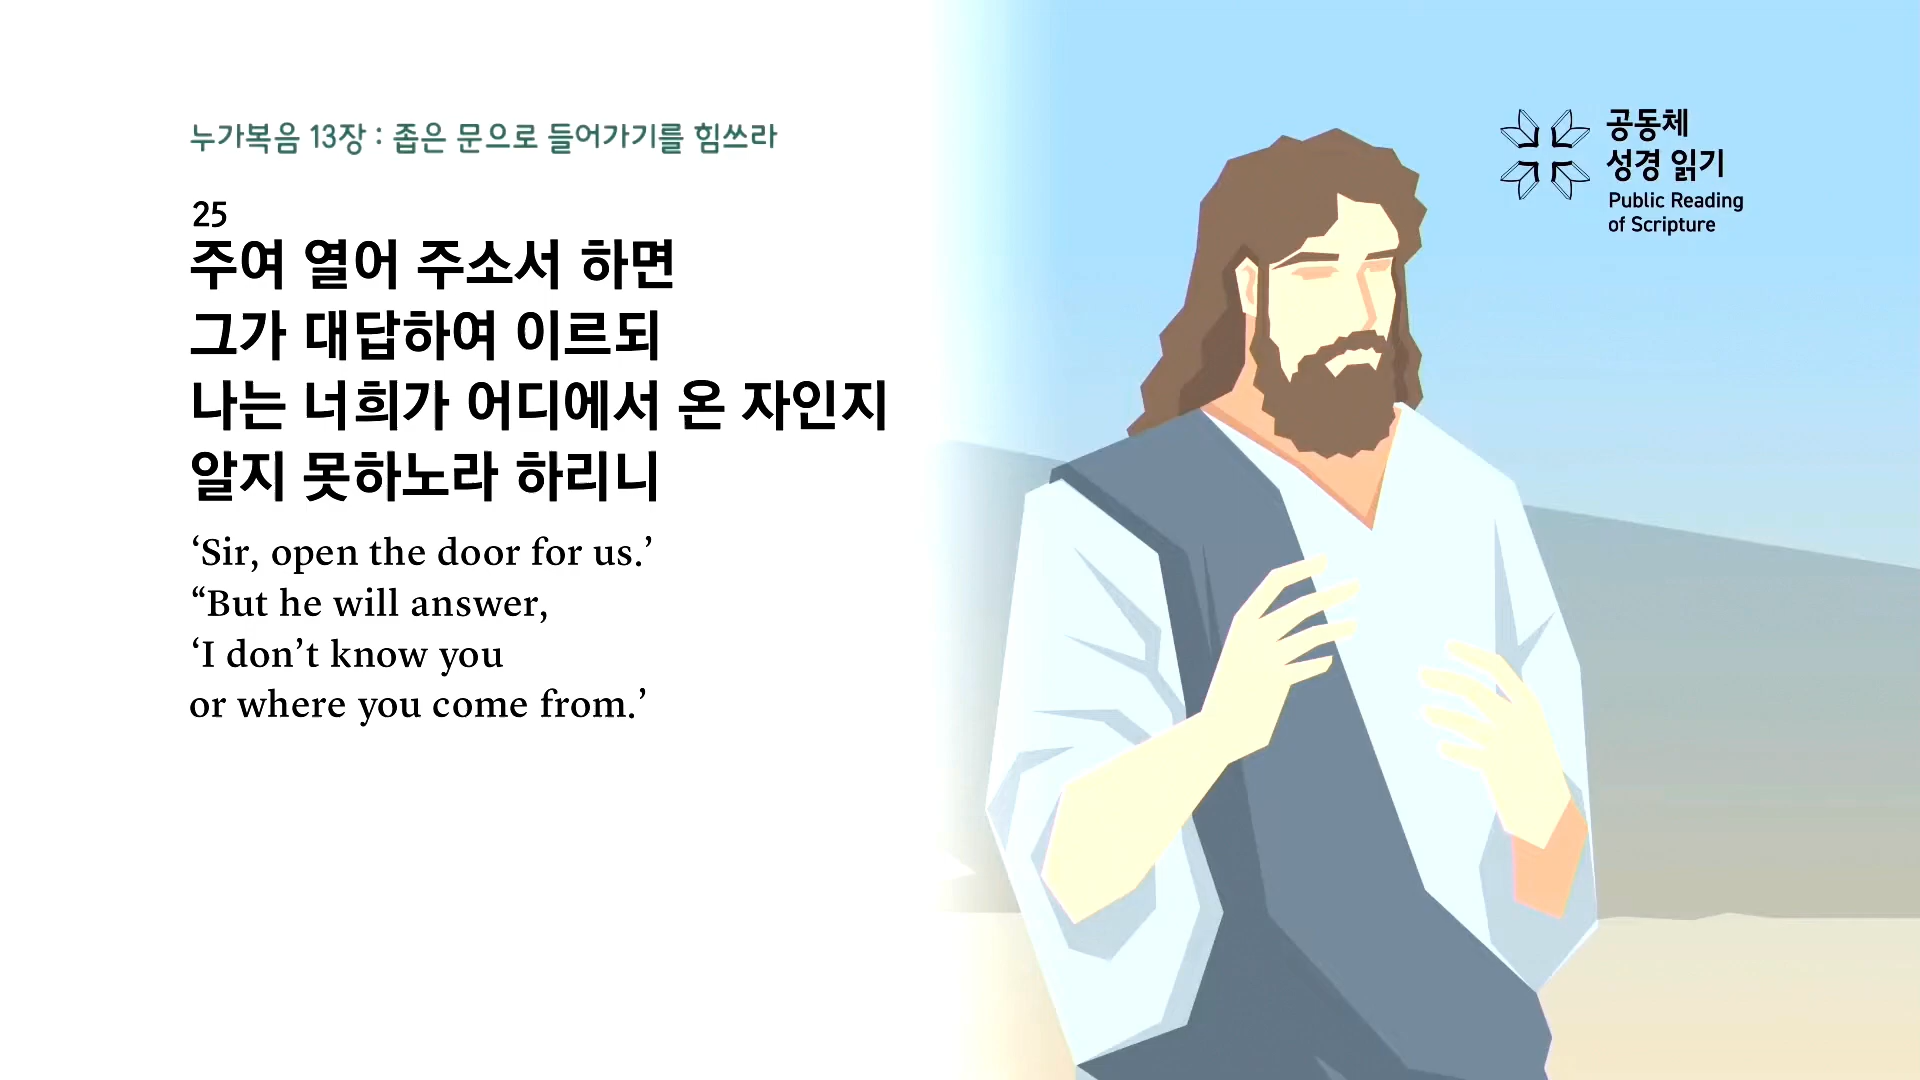 누가복음 13장 : 좁은 문으로 들어가기를 힘쓰라
25
주여 열어 주소서 하면
그가 대답하여 이르되
나는 너희가 어디에서 온 자인지
알지 못하노라 하리니
‘Sir, open the door for us.’
“But he will answer,
‘I don’t know you
or where you come from.’
공동체
성경 읽기
Public Reading
of Scripture